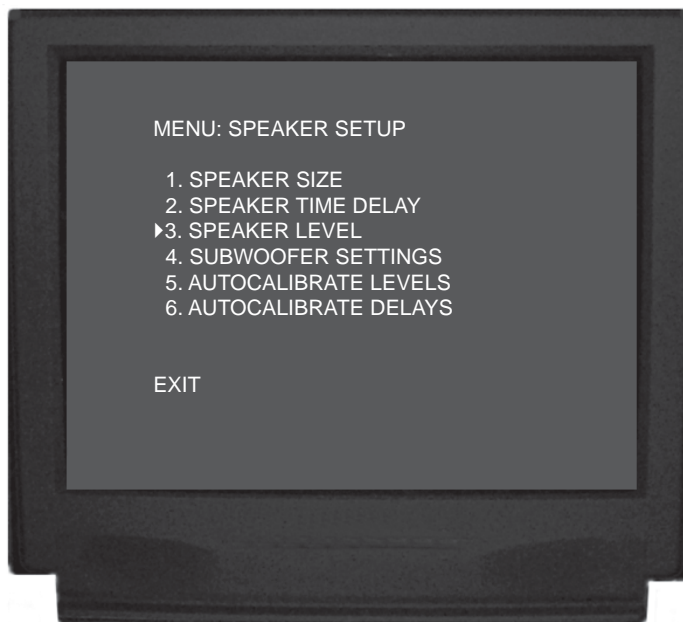 MENU: SPEAKER SETUP
1. SPEAKER SIZE
2. SPEAKER TIME DELAY
3. SPEAKER LEVEL
4. SUBWOOFER SETTINGS
5. AUTOCALIBRATE LEVELS
6. AUTOCALIBRATE DELAYS
EXIT